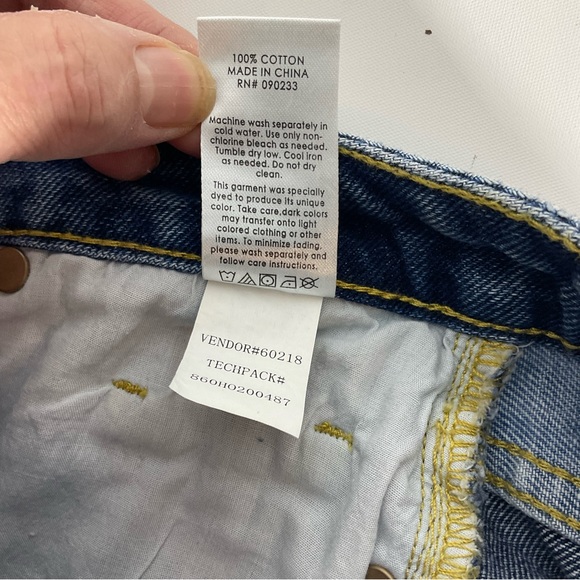 100% COTTON
MADE IN CHINA
RN# 090233
Machine wash separately in
cold water. Use only non-
chlorine bleach as needed.
Tumble dry low. Cool iron
as needed. Do not dry
clean.
This garment was specially
dyed to produce its unique
color. Take care,dark colors
may transfer onto light
colored clothing or other
items. To minimize fading,
please wash separately and
follow care instructions.
VENDOR#60218
TECHPACK#
860H0200487